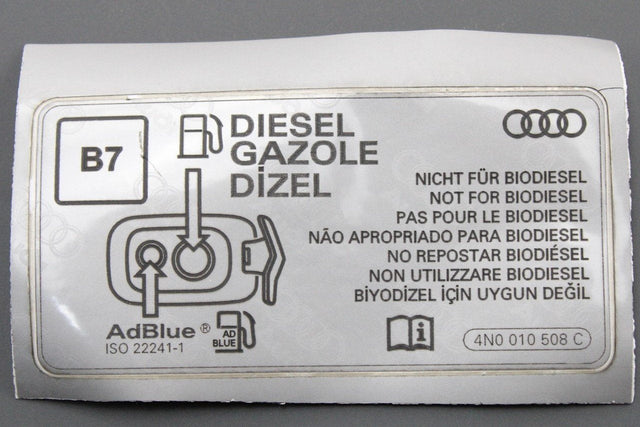 B7
DIESEL
GAZOLE
DİZEL
NICHT FÜR BIODIESEL
NOT FOR BIODIESEL
PAS POUR LE BIODIESEL
NÃO APROPRIADO PARA BIODIESEL
NO REPOSTAR BIODIÉSEL
NON UTILIZZARE BIODIESEL
BİYODİZEL İÇİN UYGUN DEĞİL
AdBlue®
ISO 22241-1
AD
BLUE
i
4N0 010 508 C